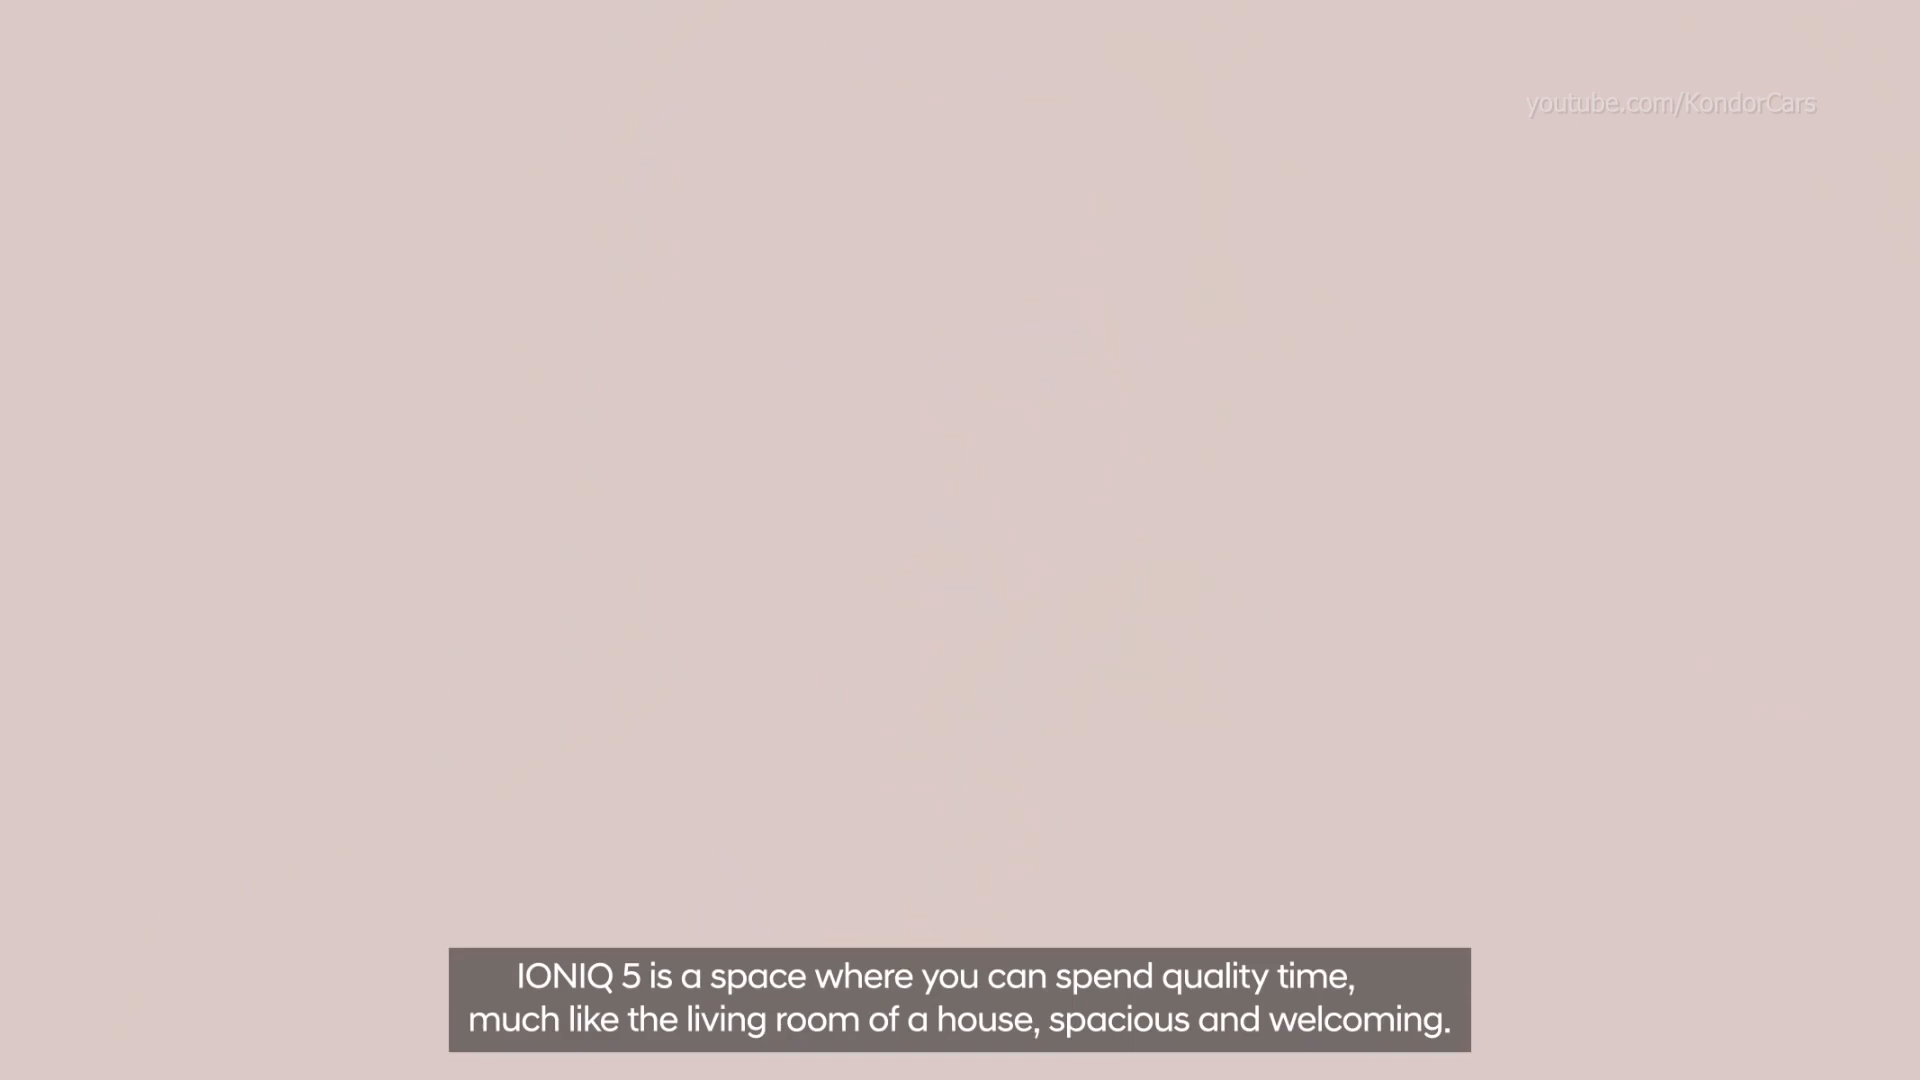 youtube.com/KondorCars
IONIQ 5 is a space where you can spend quality time,
much like the living room of a house, spacious and welcoming.